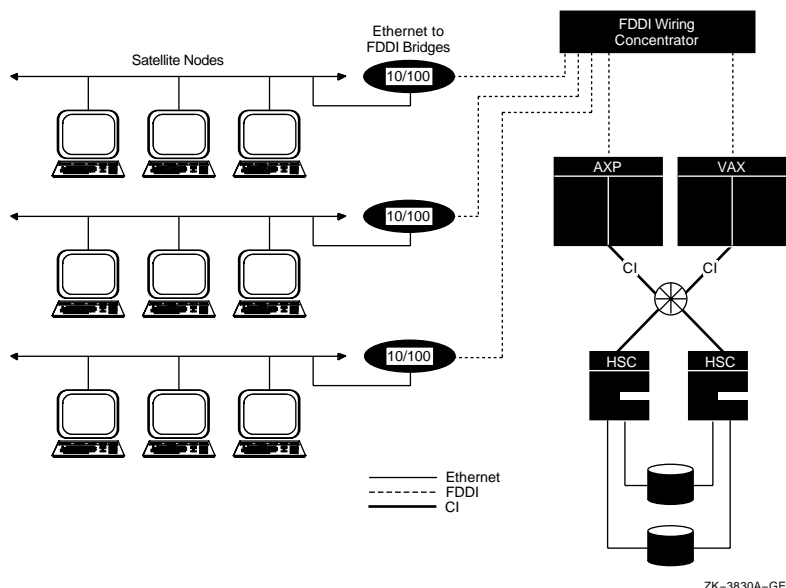 Ethernet to
FDDI Bridges
FDDI Wiring
Concentrator
Satellite Nodes
10/100
AXP
VAX
10/100
CI
CI
10/100
HSC
HSC
Ethernet
FDDI
CI
ZK−3830A−GE